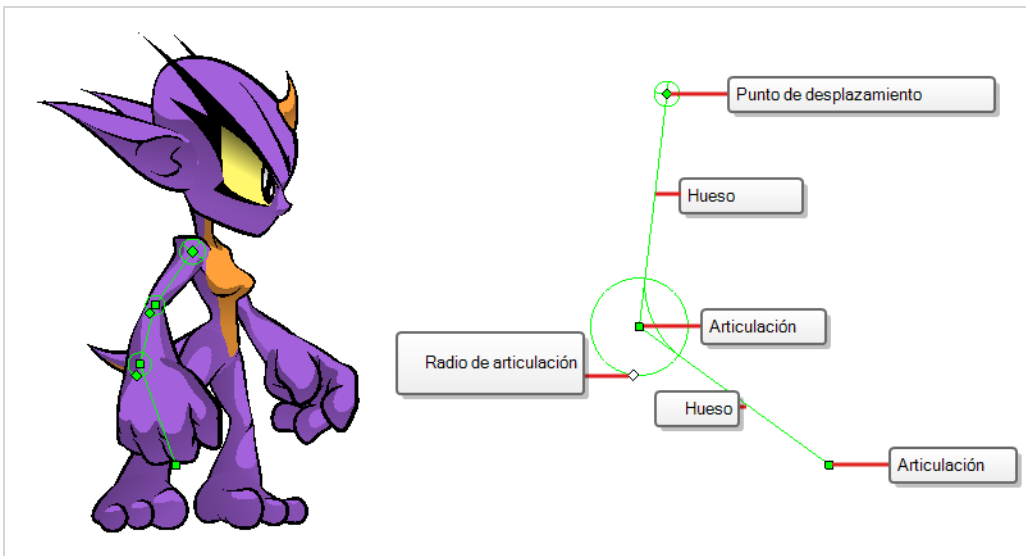 Punto de desplazamiento
Hueso
Articulación
Radio de articulación
Hueso
Articulación